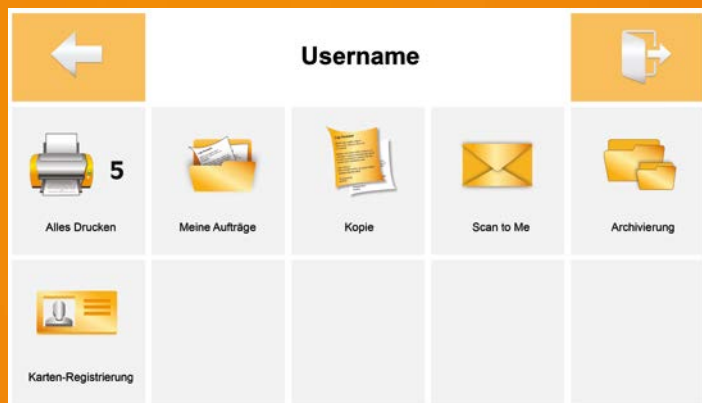 Username
5
Alles Drucken
Meine Aufträge
Kopie
Scan to Me
Archivierung
Karten-Registrierung